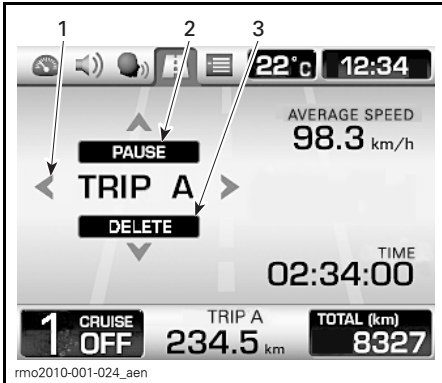 1 2 3
22°c 12:34
AVERAGE SPEED
98.3 km/h
PAUSE
TRIP A
DELETE
TIME
02:34:00
1 CRUISE OFF
TRIP A
234.5 km
TOTAL (km)
8327
rmo2010-001-024_aen